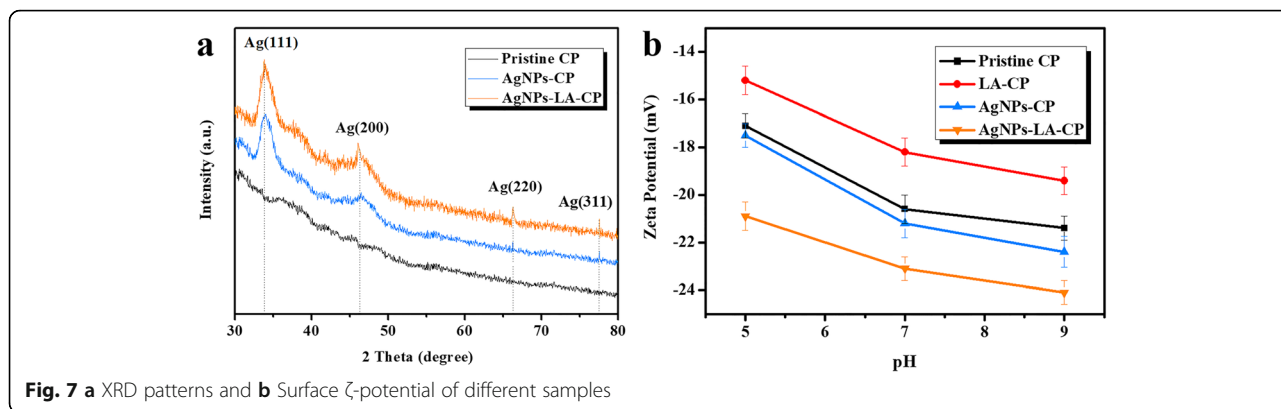 a
Ag(111)
Pristine CP
AgNPs-CP
AgNPs-LA-CP
Ag(200)
Ag(220)
Ag(311)
Intensity (a.u.)
30 40 50 60 70 80
2 Theta (degree)
b
Pristine CP
LA-CP
AgNPs-CP
AgNPs-LA-CP
Zeta Potential (mV)
-14
-16
-18
-20
-22
-24
5 6 7 8 9
pH
Fig. 7 a XRD patterns and b Surface ζ-potential of different samples